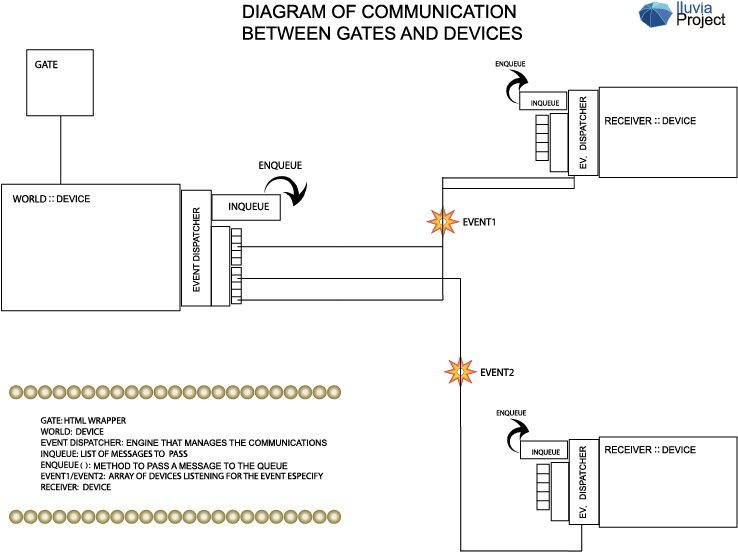 DIAGRAM OF COMMUNICATION
BETWEEN GATES AND DEVICES
lluvia
Project
GATE
ENQUEUE
INQUEUE
EV. DISPATCHER
RECEIVER :: DEVICE
ENQUEUE
WORLD :: DEVICE
EVENT DISPATCHER
INQUEUE
EVENT1
EVENT2
ENQUEUE
INQUEUE
EV. DISPATCHER
RECEIVER :: DEVICE
GATE: HTML WRAPPER
WORLD: DEVICE
EVENT DISPATCHER: ENGINE THAT MANAGES THE COMMUNICATIONS
INQUEUE: LIST OF MESSAGES TO PASS
ENQUEUE( ): METHOD TO PASS A MESSAGE TO THE QUEUE
EVENT1/EVENT2: ARRAY OF DEVICES LISTENING FOR THE EVENT ESPECIFY
RECEIVER: DEVICE